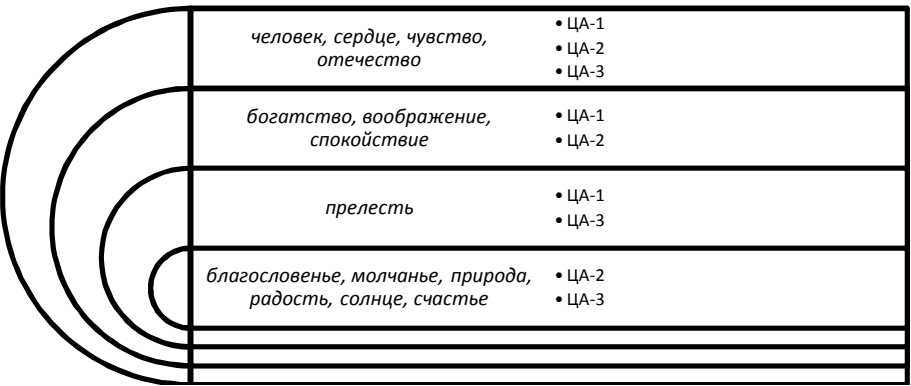 человек, сердце, чувство,
отечество
• ЦА-1
• ЦА-2
• ЦА-3
богатство, воображение,
спокойствие
• ЦА-1
• ЦА-2
прелесть
• ЦА-1
• ЦА-3
благословенье, молчанье, природа,
радость, солнце, счастье
• ЦА-2
• ЦА-3